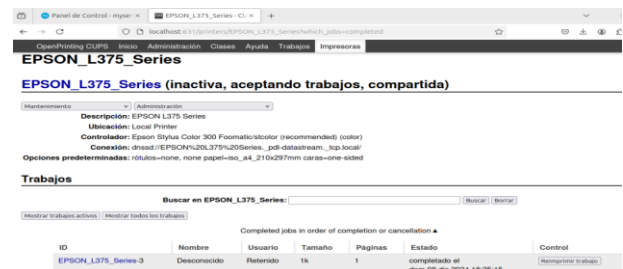 Panel de Control - myser ×
EPSON_L375_Series - CU ×
localhost:631/printers/EPSON_L375_Series?which_jobs=completed
OpenPrinting CUPS Inicio Administración Clases Ayuda Trabajos Impresoras
EPSON_L375_Series
EPSON_L375_Series (inactiva, aceptando trabajos, compartida)
Mantenimiento Administración
Descripción: EPSON L375 Series
Ubicación: Local Printer
Controlador: Epson Stylus Color 300 Foomatic/stcolor (recommended) (color)
Conexión: dnssd://EPSON%20L375%20Series._pdl-datastream._tcp.local/
Opciones predeterminadas: rótulos=none, none papel=iso_a4_210x297mm caras=one-sided
Trabajos
Buscar en EPSON_L375_Series: Buscar Borrar
Mostrar trabajos activos Mostrar todos los trabajos
Completed jobs in order of completion or cancellation ▲
ID Nombre Usuario Tamaño Páginas Estado Control
EPSON_L375_Series-3 Desconocido Retenido 1k 1 completado el Reimprimir trabajo